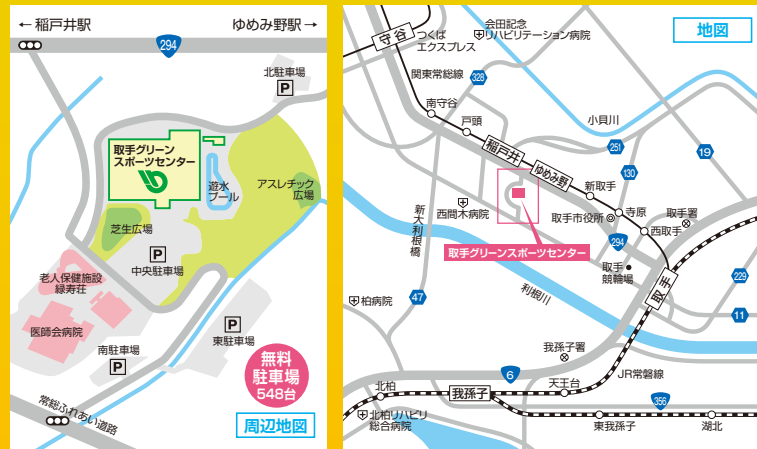 ← 稲戸井駅
ゆめみ野駅 →
294
北駐車場
P
取手グリーン
スポーツセンター
遊水
プール
アスレチック
広場
芝生広場
P
中央駐車場
老人保健施設
緑寿荘
医師会病院
南駐車場
P
P
東駐車場
無料
駐車場
548台
常総ふれあい道路
周辺地図
地図
守谷
つくば
エクスプレス
会田記念
リハビリテーション病院
関東常総線
328
南守谷
戸頭
稲戸井
ゆめみ野
小貝川
251
19
130
新取手
西間木病院
新大利根橋
取手市役所
寺原
取手署
西取手
294
取手グリーンスポーツセンター
取手
競輪場
取手
229
11
柏病院
47
利根川
我孫子署
6
JR常磐線
北柏
我孫子
天王台
356
北柏リハビリ
総合病院
東我孫子
湖北